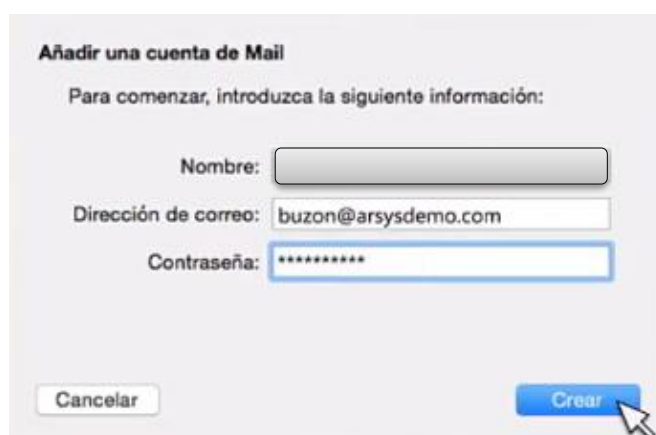 Añadir una cuenta de Mail
Para comenzar, introduzca la siguiente información:
Nombre:
Dirección de correo: buzon@arsysdemo.com
Contraseña: **********
Cancelar Crear